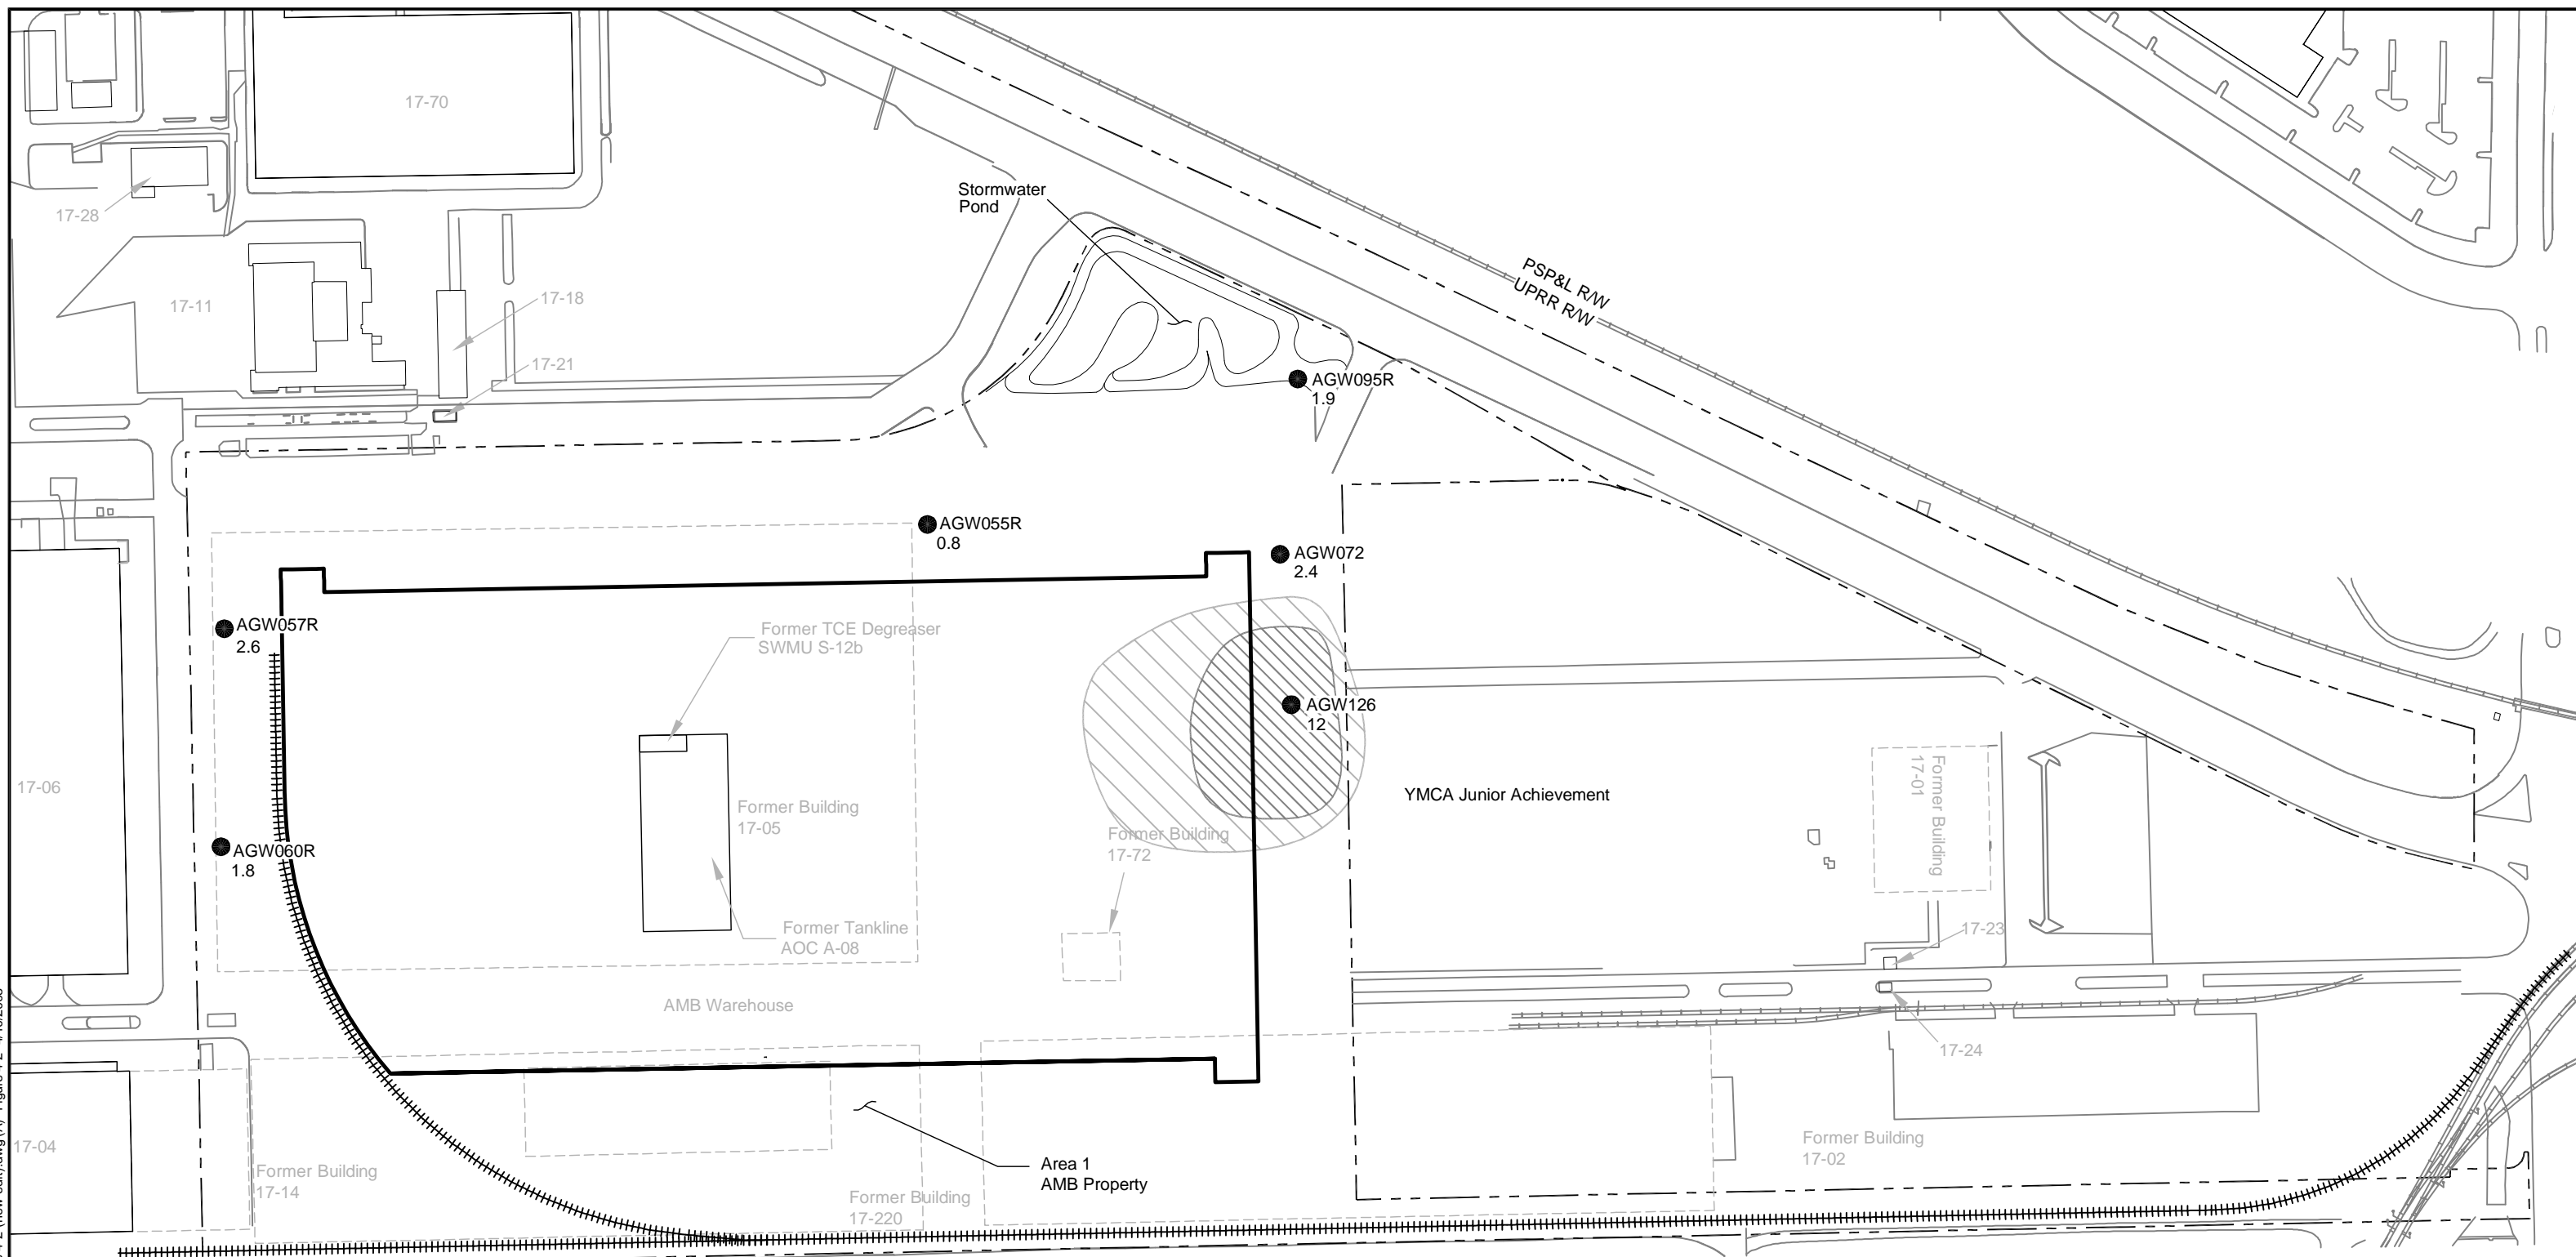 17-70
17-28
Stormwater
Pond
17-11
17-18
PSP&L R/W
UPRR R/W
17-21
AGW095R
1.9
AGW055R
0.8
AGW072
2.4
AGW057R
2.6
Former TCE Degreaser
SWMU S-12b
AGW126
12
17-06
Former Building
17-05
YMCA Junior Achievement
Former Building
17-01
Former Building
17-72
AGW060R
1.8
Former Tankline
AOC A-08
17-23
AMB Warehouse
17-24
17-04
Former Building
17-14
Area 1
AMB Property
Former Building
17-02
Former Building
17-220